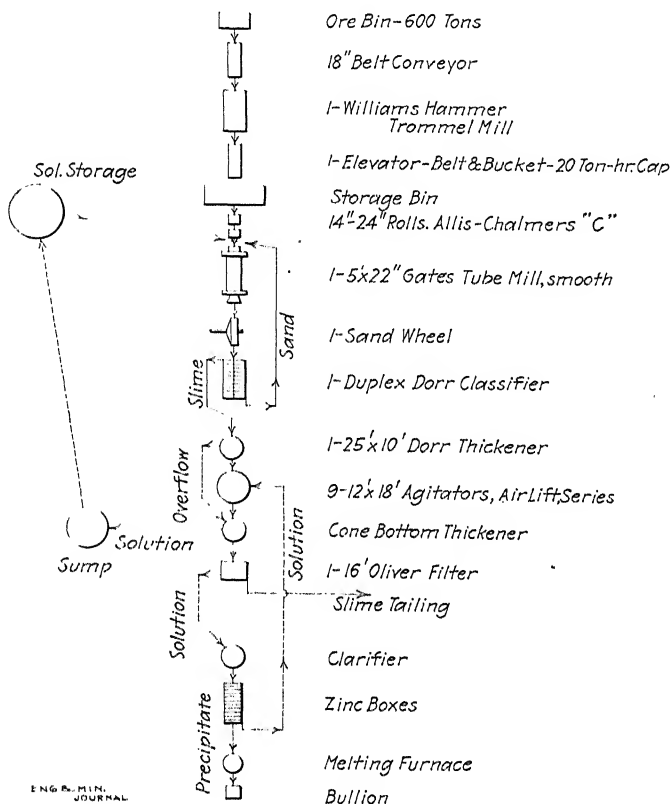 Ore Bin-600 Tons
18" Belt Conveyor
1-Williams Hammer
Trommel Mill
1-Elevator-Belt & Bucket-20 Ton-hr. Cap
Sol. Storage
Storage Bin
14"-24" Rolls. Allis-Chalmers "C"
1-5'x22" Gates Tube Mill, smooth
Sand
1-Sand Wheel
Slime
1-Duplex Dorr Classifier
1-25'x10' Dorr Thickener
Overflow
9-12'x18' Agitators, Air Lift, Series
Solution
Cone Bottom Thickener
Sump
Solution
1-16' Oliver Filter
Slime Tailing
Solution
Clarifier
Zinc Boxes
Precipitate
Melting Furnace
Bullion
ENG & MIN.
JOURNAL